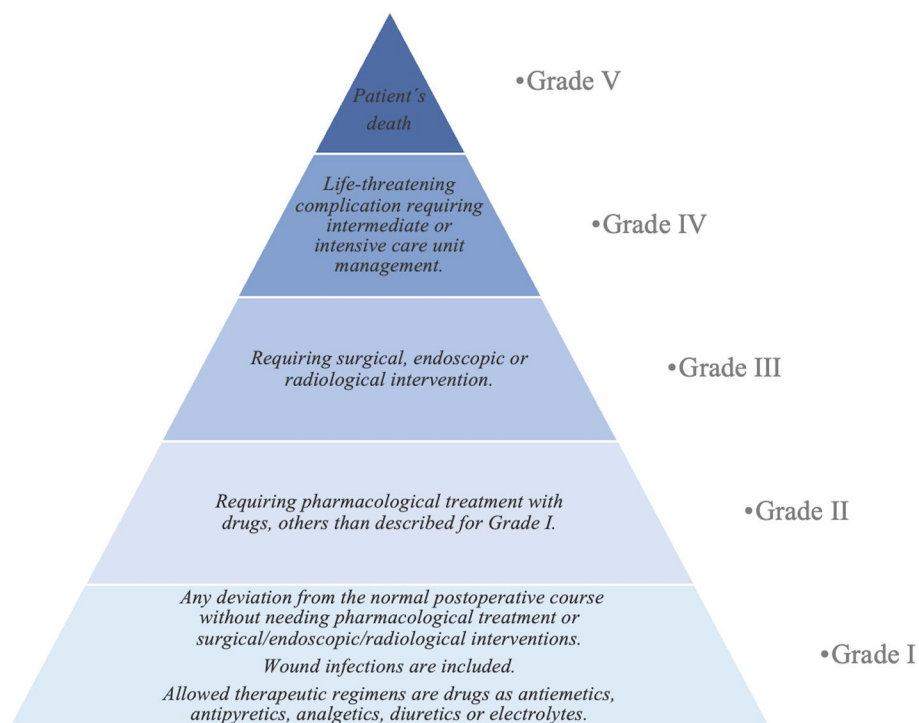 Patient´s
death
•Grade V
Life-threatening
complication requiring
intermediate or
intensive care unit
management.
•Grade IV
Requiring surgical, endoscopic or
radiological intervention.
•Grade III
Requiring pharmacological treatment with
drugs, others than described for Grade I.
•Grade II
Any deviation from the normal postoperative course
without needing pharmacological treatment or
surgical/endoscopic/radiological interventions.
Wound infections are included.
Allowed therapeutic regimens are drugs as antiemetics,
antipyretics, analgetics, diuretics or electrolytes.
•Grade I